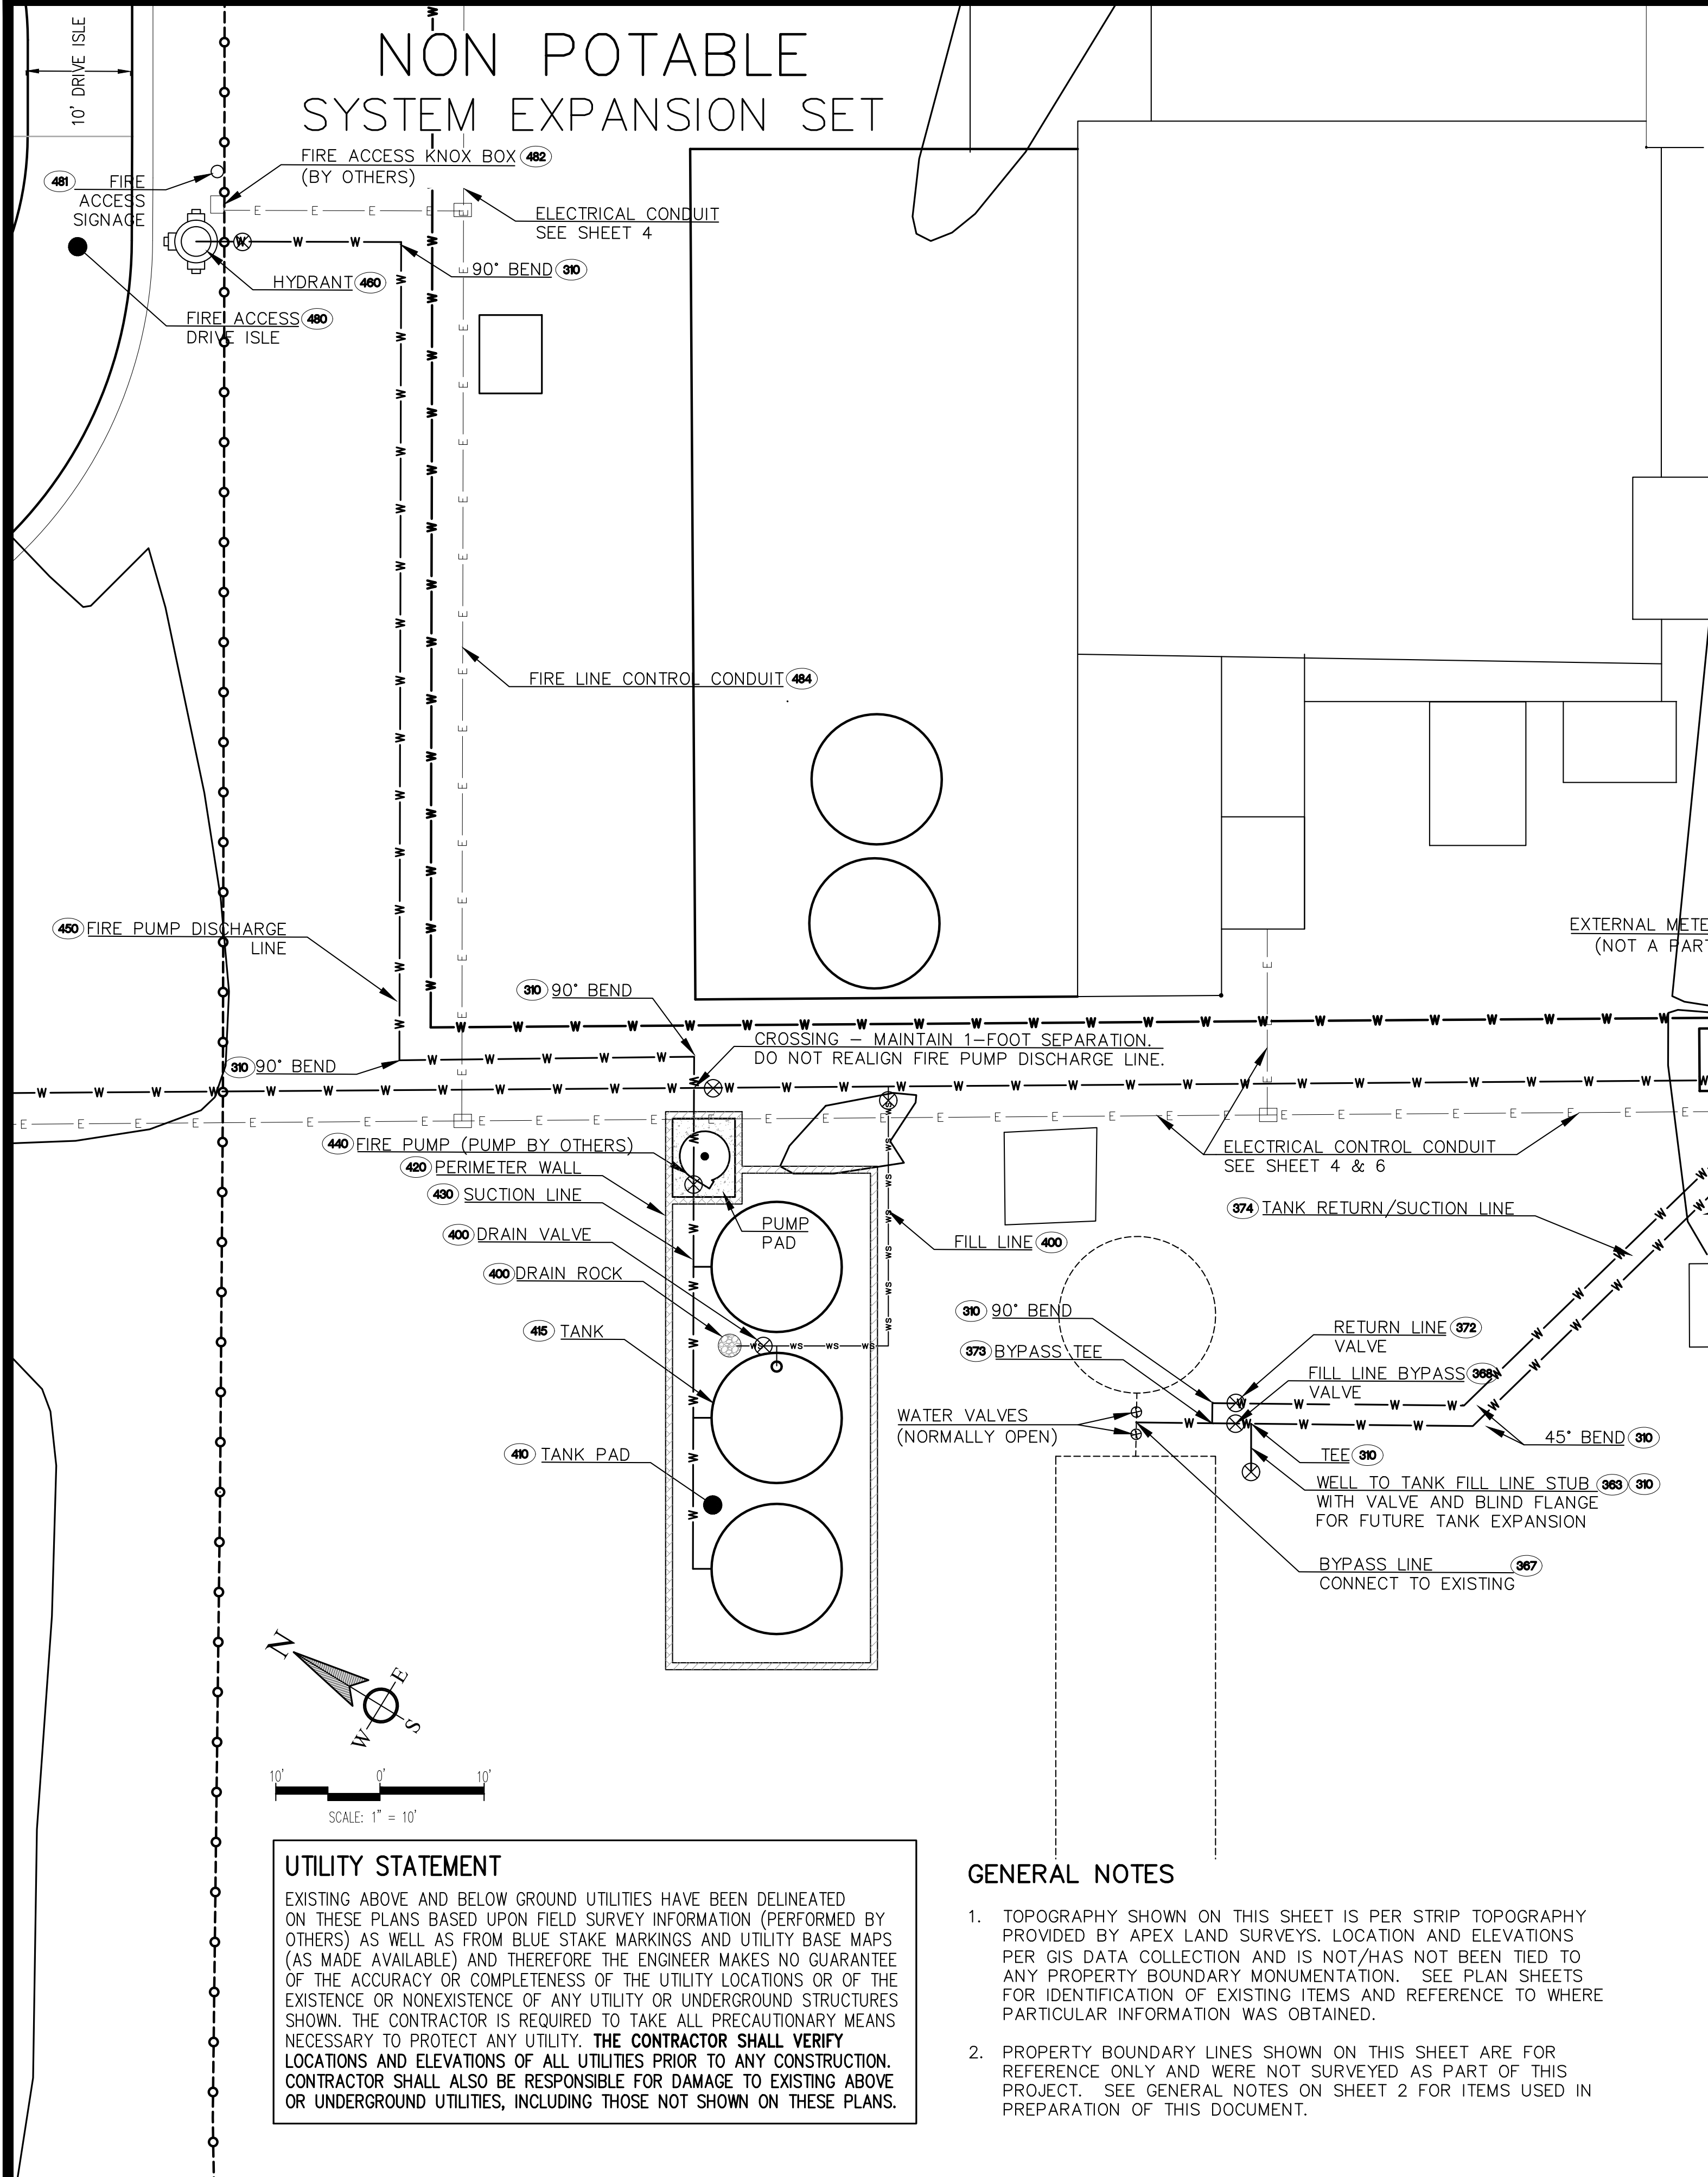 10' DRIVE ISLE
NON POTABLE
SYSTEM EXPANSION SET
FIRE ACCESS KNOX BOX 482
(BY OTHERS)
481 FIRE
ACCESS
SIGNAGE
ELECTRICAL CONDUIT
SEE SHEET 4
90° BEND 310
HYDRANT 460
FIRE ACCESS 480
DRIVE ISLE
FIRE LINE CONTROL CONDUIT 484
450 FIRE PUMP DISCHARGE
LINE
EXTERNAL METE
(NOT A PART
310 90° BEND
CROSSING – MAINTAIN 1-FOOT SEPARATION.
DO NOT REALIGN FIRE PUMP DISCHARGE LINE.
310 90° BEND
440 FIRE PUMP (PUMP BY OTHERS)
420 PERIMETER WALL
430 SUCTION LINE
400 DRAIN VALVE
400 DRAIN ROCK
415 TANK
410 TANK PAD
PUMP
PAD
FILL LINE 400
ELECTRICAL CONTROL CONDUIT
SEE SHEET 4 & 6
374 TANK RETURN/SUCTION LINE
310 90° BEND
373 BYPASS TEE
RETURN LINE 372
VALVE
FILL LINE BYPASS 368
VALVE
WATER VALVES
(NORMALLY OPEN)
45° BEND 310
TEE 310
WELL TO TANK FILL LINE STUB 363 310
WITH VALVE AND BLIND FLANGE
FOR FUTURE TANK EXPANSION
BYPASS LINE 367
CONNECT TO EXISTING
N
E
W
S
10' 0' 10'
SCALE: 1" = 10'
UTILITY STATEMENT
EXISTING ABOVE AND BELOW GROUND UTILITIES HAVE BEEN DELINEATED
ON THESE PLANS BASED UPON FIELD SURVEY INFORMATION (PERFORMED BY
OTHERS) AS WELL AS FROM BLUE STAKE MARKINGS AND UTILITY BASE MAPS
(AS MADE AVAILABLE) AND THEREFORE THE ENGINEER MAKES NO GUARANTEE
OF THE ACCURACY OR COMPLETENESS OF THE UTILITY LOCATIONS OR OF THE
EXISTENCE OR NONEXISTENCE OF ANY UTILITY OR UNDERGROUND STRUCTURES
SHOWN. THE CONTRACTOR IS REQUIRED TO TAKE ALL PRECAUTIONARY MEANS
NECESSARY TO PROTECT ANY UTILITY. THE CONTRACTOR SHALL VERIFY
LOCATIONS AND ELEVATIONS OF ALL UTILITIES PRIOR TO ANY CONSTRUCTION.
CONTRACTOR SHALL ALSO BE RESPONSIBLE FOR DAMAGE TO EXISTING ABOVE
OR UNDERGROUND UTILITIES, INCLUDING THOSE NOT SHOWN ON THESE PLANS.
GENERAL NOTES
1. TOPOGRAPHY SHOWN ON THIS SHEET IS PER STRIP TOPOGRAPHY
PROVIDED BY APEX LAND SURVEYS. LOCATION AND ELEVATIONS
PER GIS DATA COLLECTION AND IS NOT/HAS NOT BEEN TIED TO
ANY PROPERTY BOUNDARY MONUMENTATION. SEE PLAN SHEETS
FOR IDENTIFICATION OF EXISTING ITEMS AND REFERENCE TO WHERE
PARTICULAR INFORMATION WAS OBTAINED.
2. PROPERTY BOUNDARY LINES SHOWN ON THIS SHEET ARE FOR
REFERENCE ONLY AND WERE NOT SURVEYED AS PART OF THIS
PROJECT. SEE GENERAL NOTES ON SHEET 2 FOR ITEMS USED IN
PREPARATION OF THIS DOCUMENT.